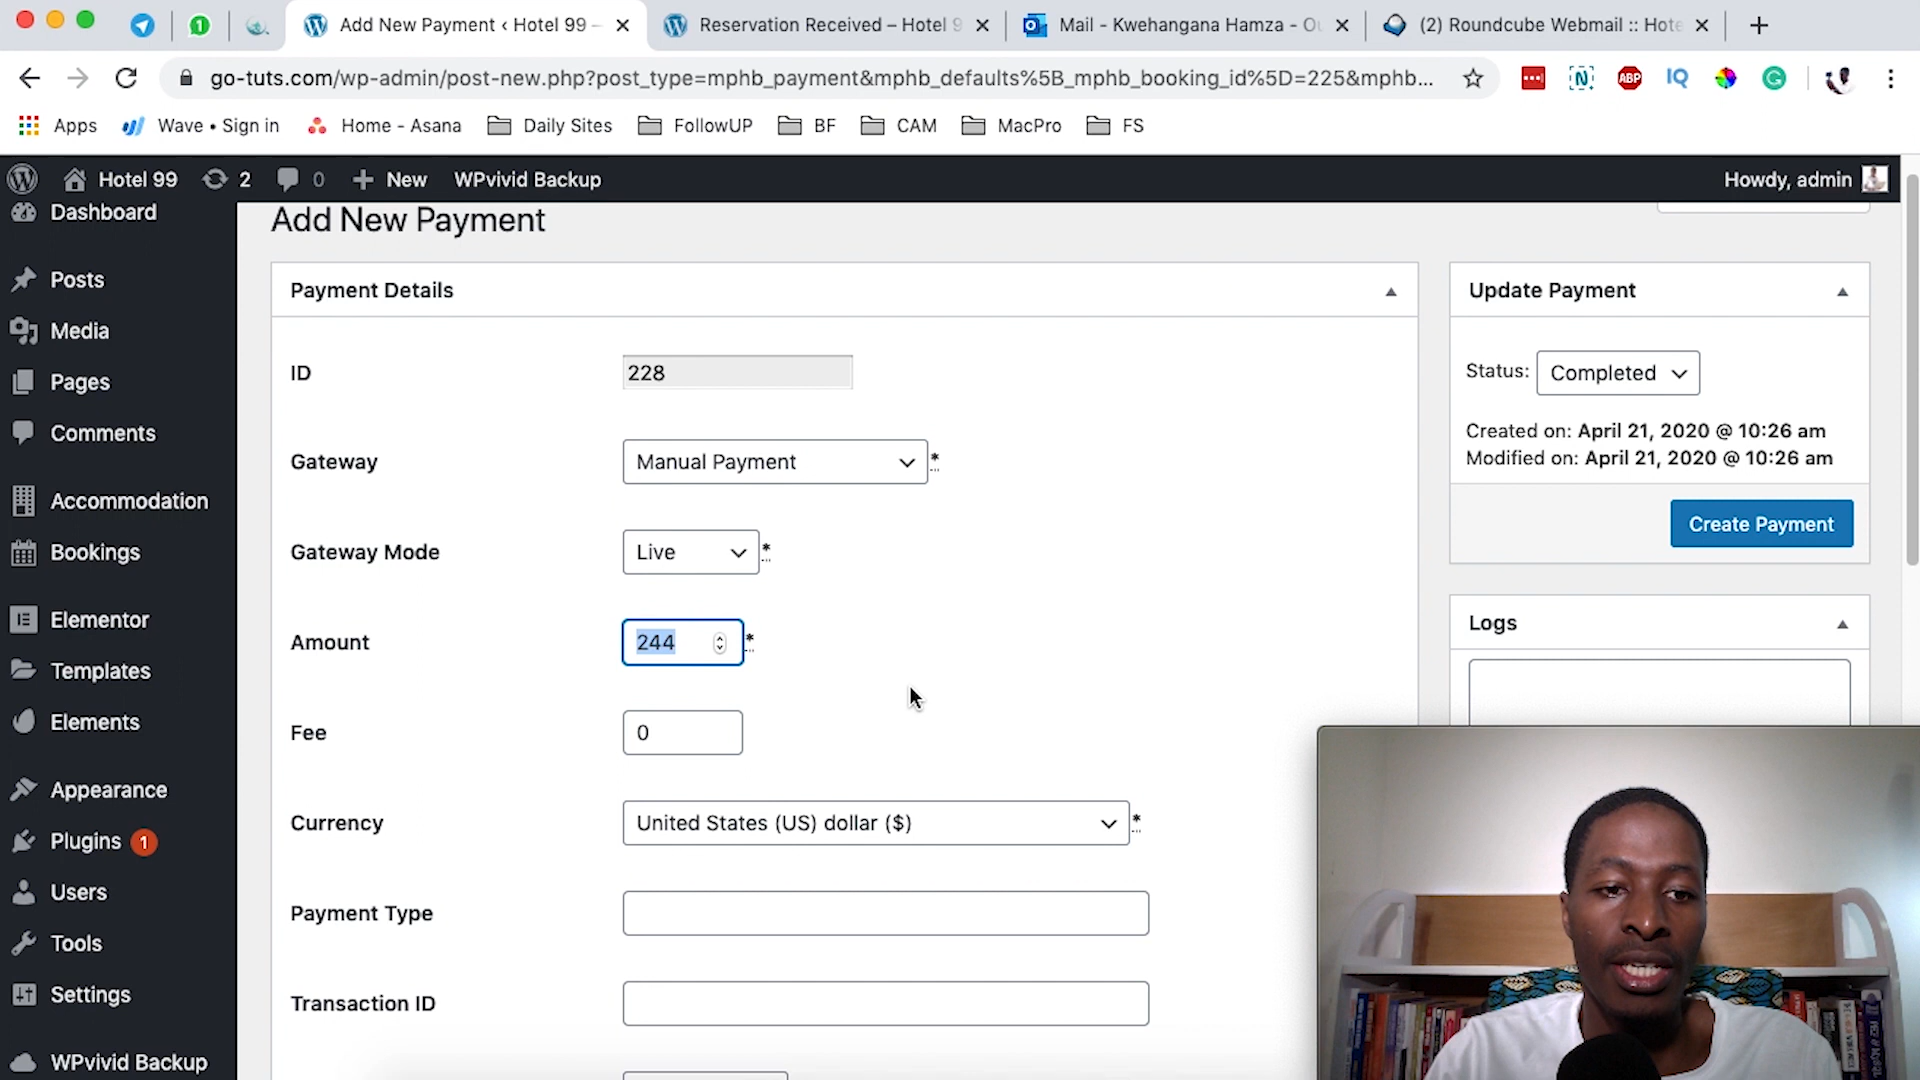 Add New Payment ‹ Hotel 99 –
Reservation Received – Hotel 9
Mail - Kwehangana Hamza - Ou
(2) Roundcube Webmail :: Hote
go-tuts.com/wp-admin/post-new.php?post_type=mphb_payment&mphb_defaults%5B_mphb_booking_id%5D=225&mphb...
ABP
IQ
Apps
Wave • Sign in
Home - Asana
Daily Sites
FollowUP
BF
CAM
MacPro
FS
Hotel 99
2
0
New
WPvivid Backup
Howdy, admin
Dashboard
Posts
Media
Pages
Comments
Accommodation
Bookings
Elementor
Templates
Elements
Appearance
Plugins 1
Users
Tools
Settings
WPvivid Backup
Add New Payment
Payment Details
ID 228
Gateway Manual Payment *
Gateway Mode Live *
Amount 244 *
Fee 0
Currency United States (US) dollar ($) *
Payment Type
Transaction ID
Update Payment
Status: Completed
Created on: April 21, 2020 @ 10:26 am
Modified on: April 21, 2020 @ 10:26 am
Create Payment
Logs